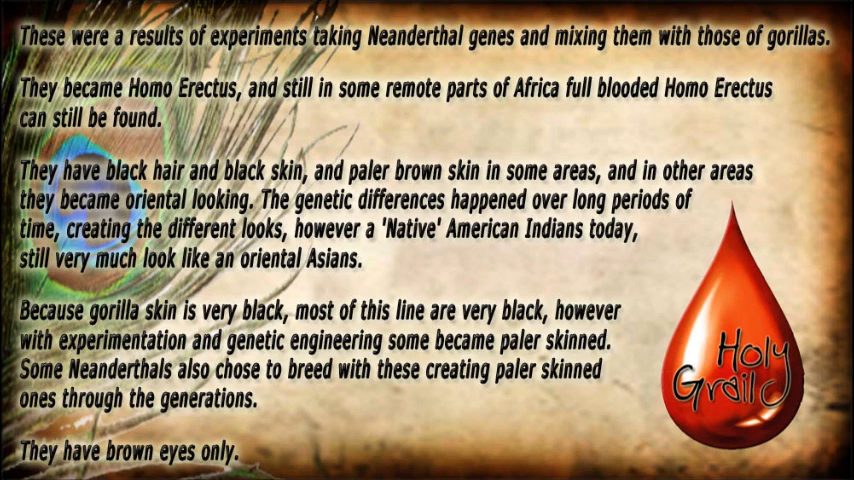 These were a results of experiments taking Neanderthal genes and mixing them with those of gorillas.
They became Homo Erectus, and still in some remote parts of Africa full blooded Homo Erectus
can still be found.
They have black hair and black skin, and paler brown skin in some areas, and in other areas
they became oriental looking. The genetic differences happened over long periods of
time, creating the different looks, however a 'Native' American Indians today,
still very much look like an oriental Asians.
Because gorilla skin is very black, most of this line are very black, however
with experimentation and genetic engineering some became paler skinned.
Some Neanderthals also chose to breed with these creating paler skinned
ones through the generations.
They have brown eyes only.
Holy
Grail